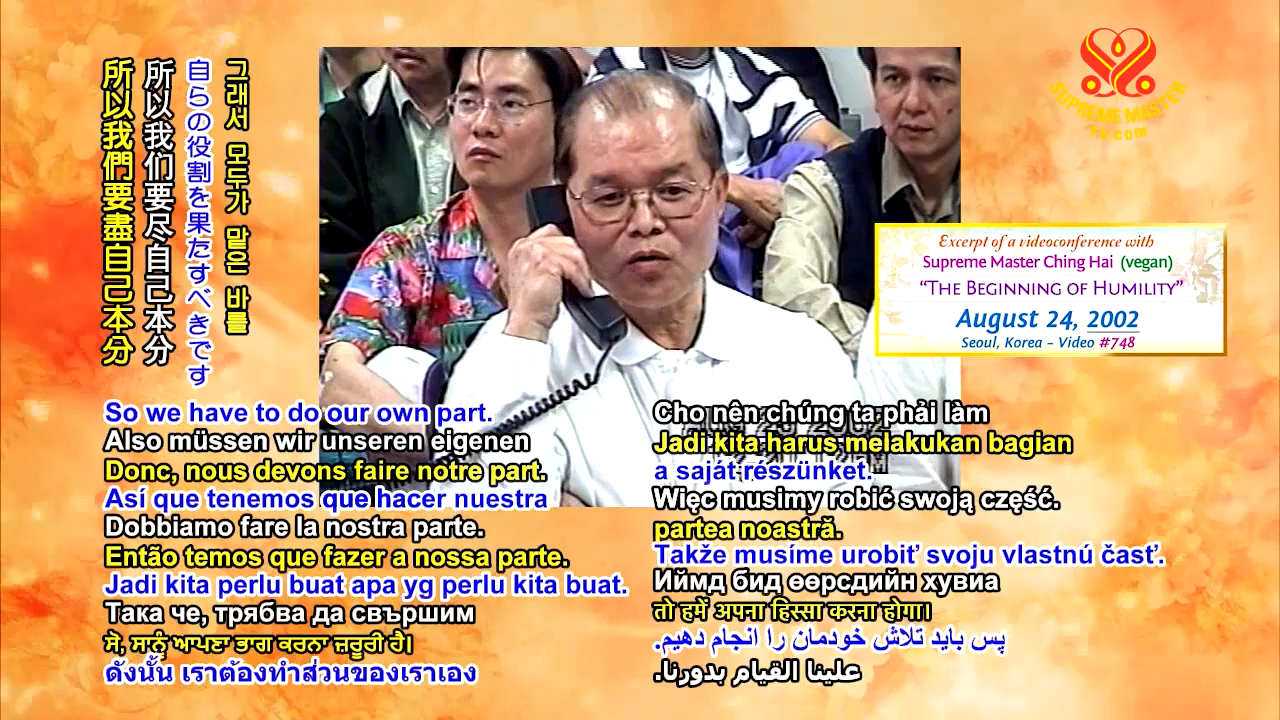 그래서 모두가 맡은 바를
自らの役割を果たすべきです
所以我们要尽自己本分
所以我們要盡自己本分
SUPREME MASTER
TV.com
Excerpt of a videoconference with
Supreme Master Ching Hai (vegan)
“THE BEGINNING OF HUMILITY”
August 24, 2002
Seoul, Korea – Video #748
So we have to do our own part.
Also müssen wir unseren eigenen
Donc, nous devons faire notre part.
Así que tenemos que hacer nuestra
Dobbiamo fare la nostra parte.
Então temos que fazer a nossa parte.
Jadi kita perlu buat apa yg perlu kita buat.
Така че, трябва да свършим
ਸੋ, ਸਾਨੂੰ ਆਪਣਾ ਭਾਗ ਕਰਨਾ ਜ਼ਰੂਰੀ ਹੈ।
ดังนั้น เราต้องทำส่วนของเราเอง
Cho nên chúng ta phải làm
Jadi kita harus melakukan bagian
a saját részünket.
Więc musimy robić swoją część.
partea noastră.
Takže musíme urobiť svoju vlastnú časť.
Иймд бид өөрсдийн хувиа
तो हमें अपना हिस्सा करना होगा।
پس باید تلاش خودمان را انجام دهیم.
علينا القيام بدورنا.